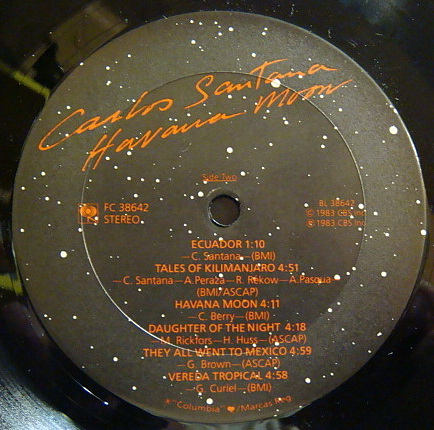 Carlos Santana
Havana Moon
Side Two
FC 38642
STEREO
BL 38642
© 1983 CBS Inc.
℗ 1983 CBS Inc.
ECUADOR 1:10
—C. Santana—(BMI)
TALES OF KILIMANJARO 4:51
—C. Santana—A.Peraza—R. Rekow—A.Pasqua
(BMI/ASCAP)
HAVANA MOON 4:11
—C. Berry—(BMI)
DAUGHTER OF THE NIGHT 4:18
M. Rickfors—H. Huss—(ASCAP)
THEY ALL WENT TO MEXICO 4:59
—G. Brown—(ASCAP)
VEREDA TROPICAL 4:58
—G. Curiel—(BMI)
"Columbia" /Marcas Reg.